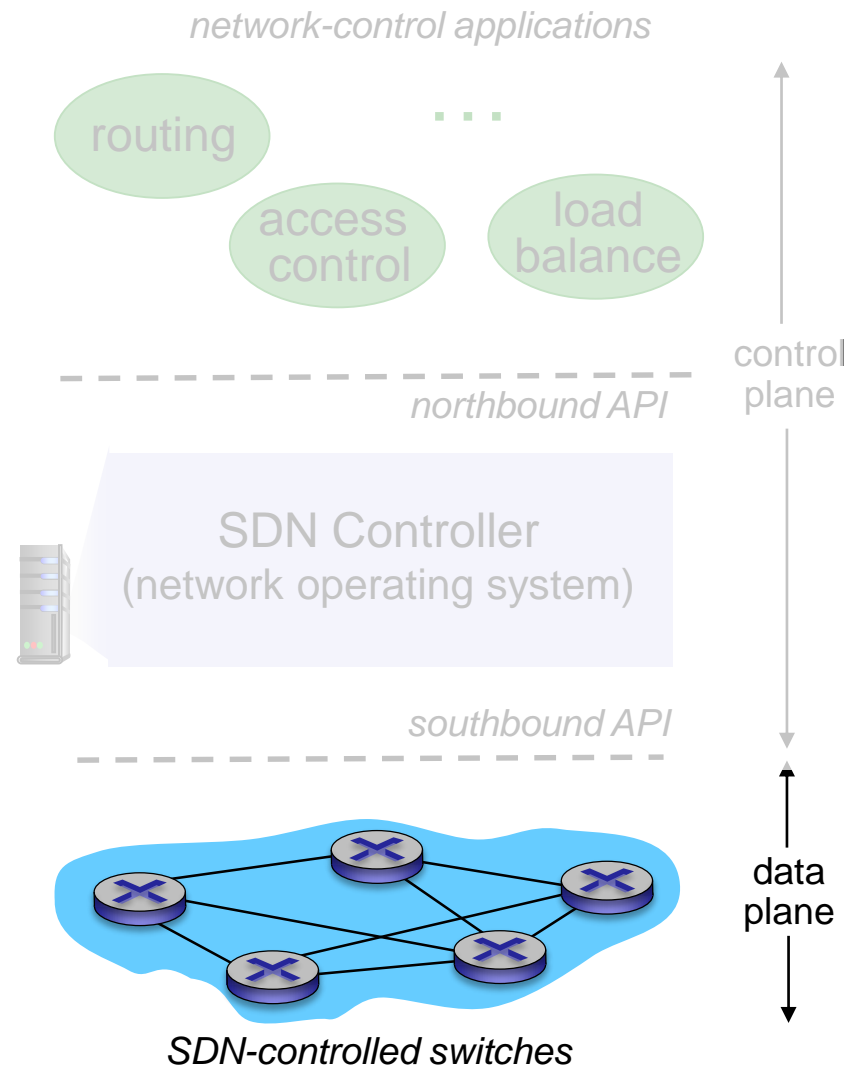 network-control applications
routing
...
access
control
load
balance
control
plane
northbound API
SDN Controller
(network operating system)
southbound API
data
plane
SDN-controlled switches